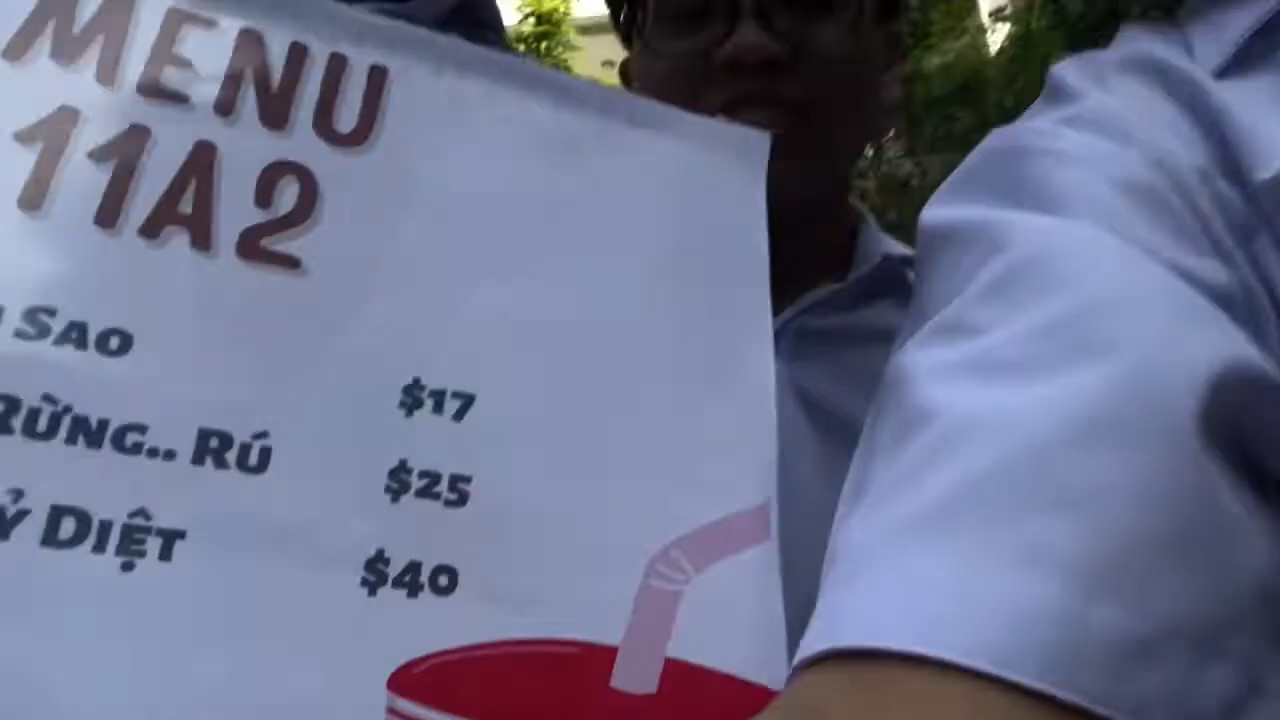 MENU
11A2
SAO
$17
RỪNG.. RÚ
$25
Ỷ DIỆT
$40